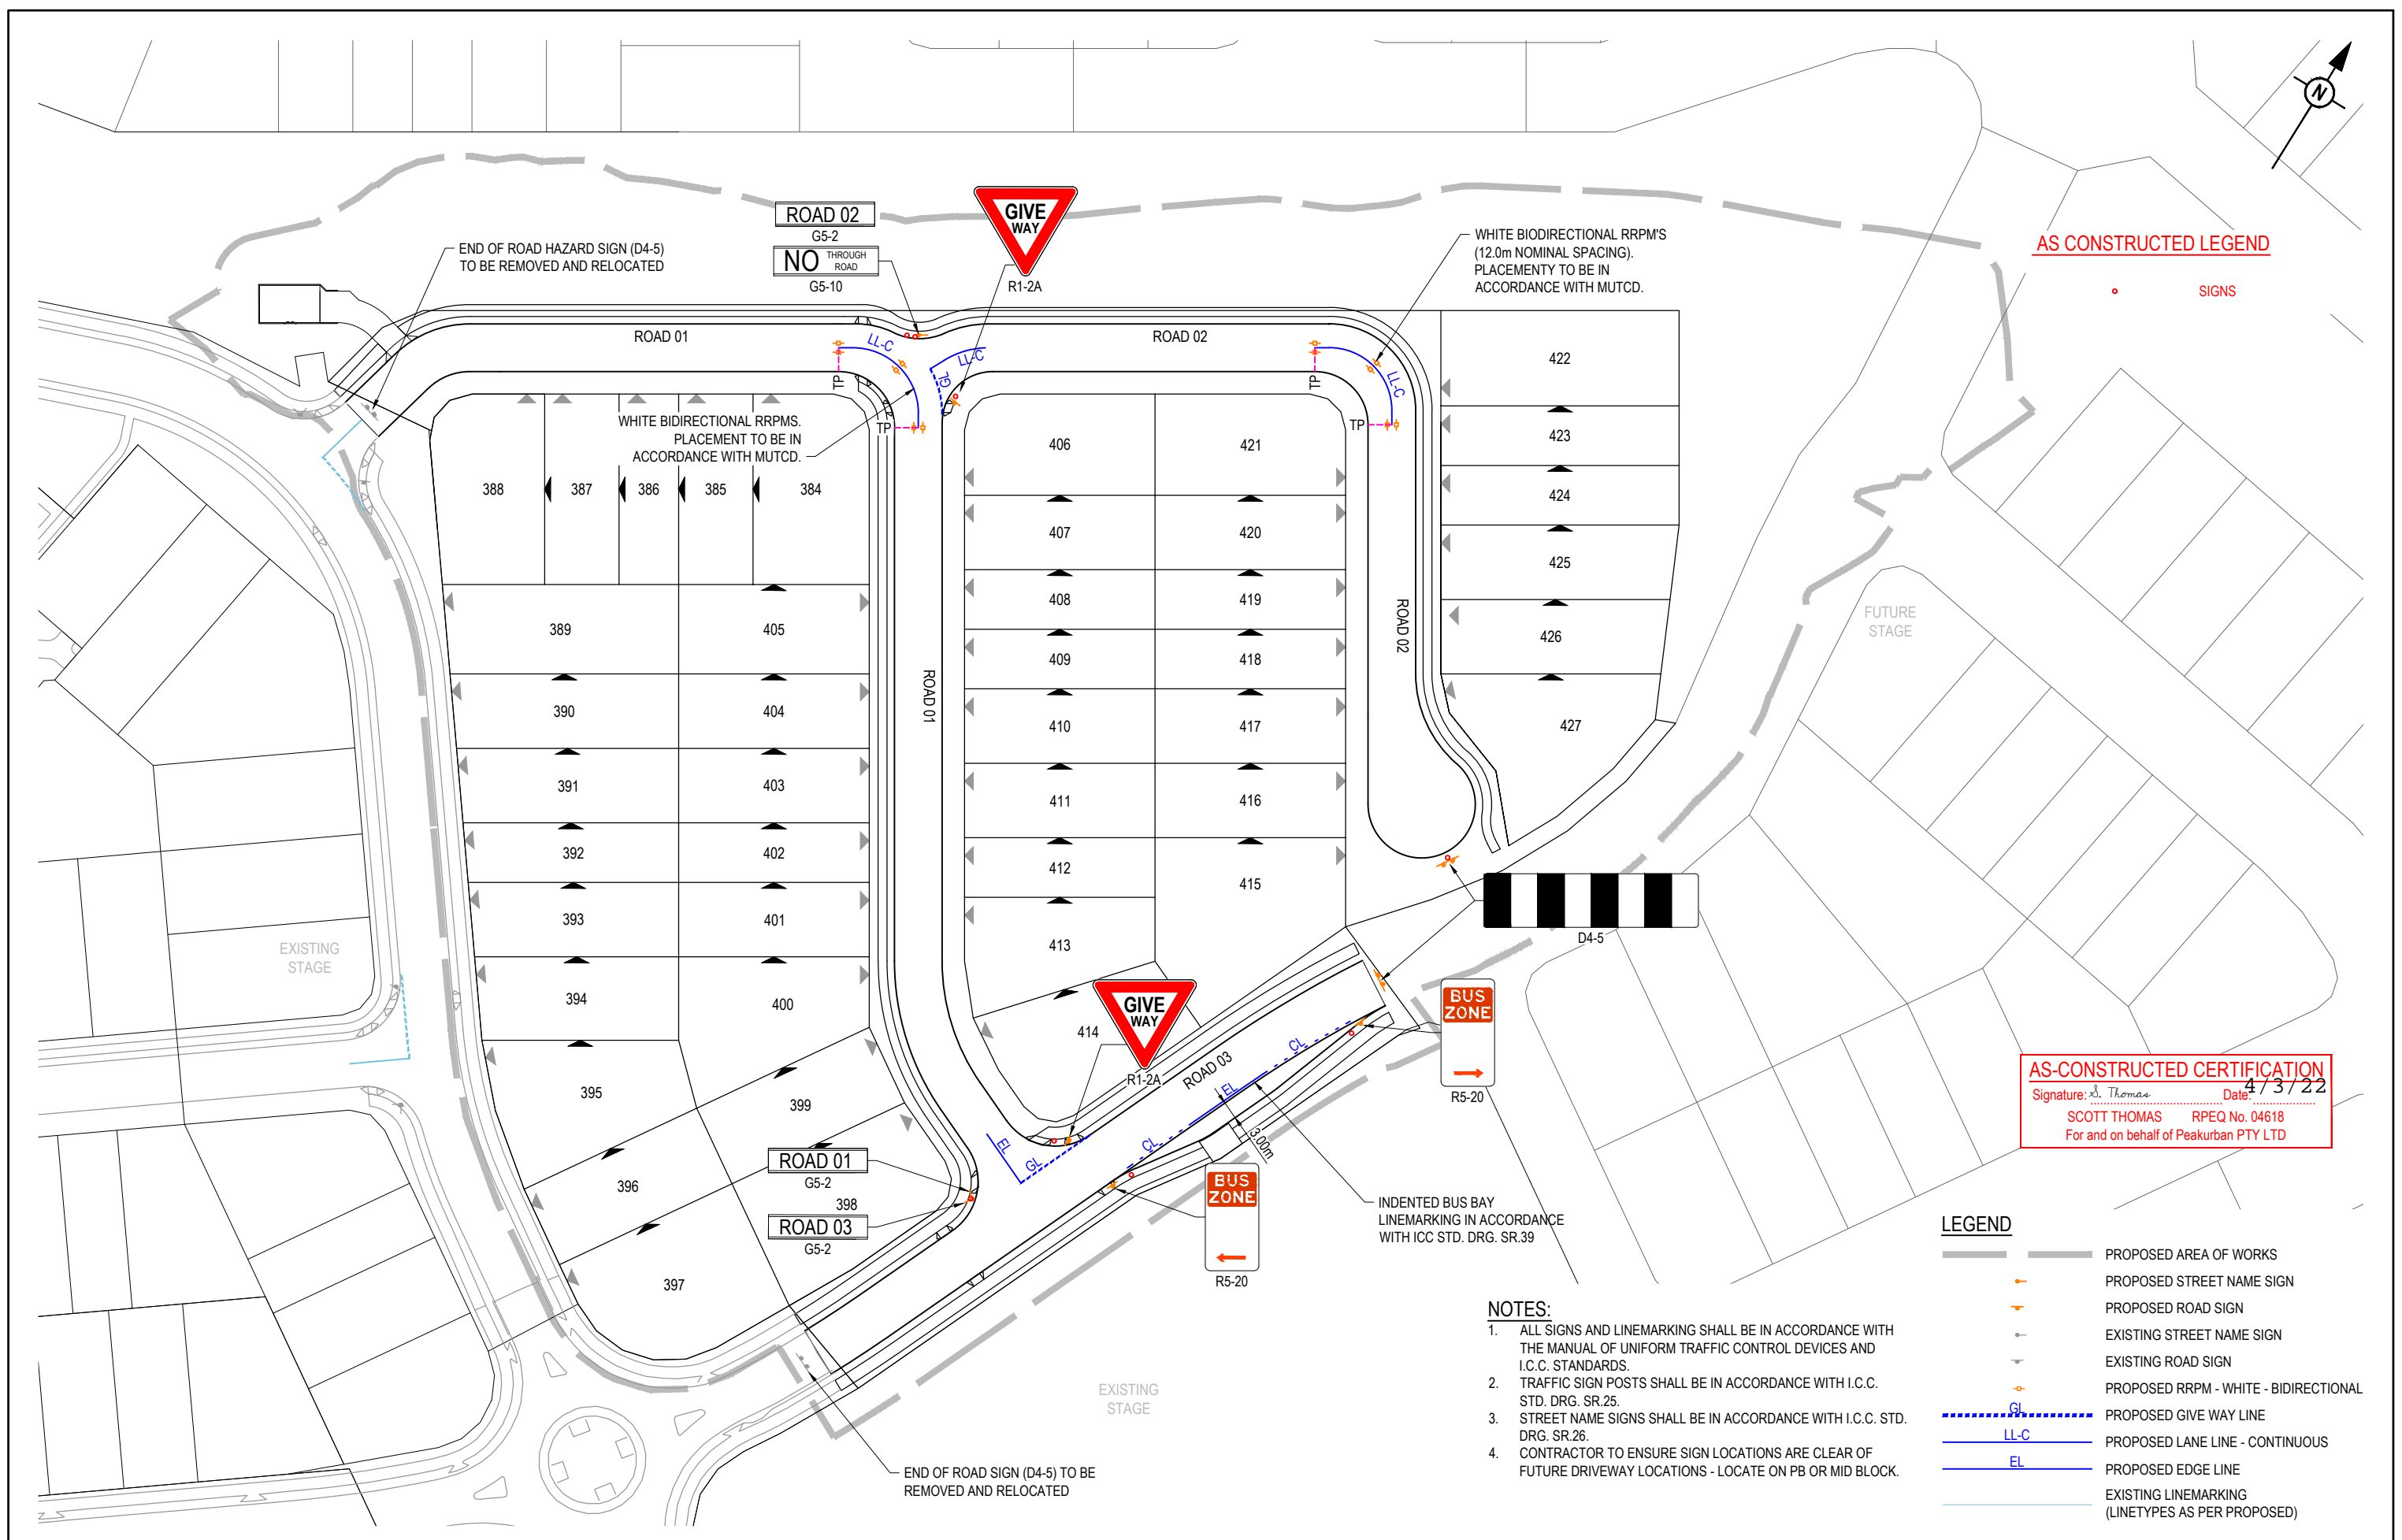 N
ROAD 02
G5-2
NO THROUGH
ROAD
G5-10
GIVE
WAY
R1-2A
END OF ROAD HAZARD SIGN (D4-5)
TO BE REMOVED AND RELOCATED
WHITE BIODIRECTIONAL RRPM'S
(12.0m NOMINAL SPACING).
PLACEMENTY TO BE IN
ACCORDANCE WITH MUTCD.
AS CONSTRUCTED LEGEND
SIGNS
ROAD 01
LL-C
LL-C
ROAD 02
GL
TP
TP
TP
TP
LL-C
WHITE BIDIRECTIONAL RRPMS.
PLACEMENT TO BE IN
ACCORDANCE WITH MUTCD.
422
423
424
425
426
427
406
421
388
387
386
385
384
407
420
408
419
409
418
410
417
411
416
412
415
413
414
389
405
390
404
391
403
392
402
393
401
394
400
395
399
396
398
397
ROAD 01
ROAD 02
FUTURE
STAGE
EXISTING
STAGE
D4-5
GIVE
WAY
R1-2A
ROAD 03
CL
EL
CL
3.00m
EL
GL
BUS
ZONE
R5-20
BUS
ZONE
R5-20
ROAD 01
G5-2
ROAD 03
G5-2
INDENTED BUS BAY
LINEMARKING IN ACCORDANCE
WITH ICC STD. DRG. SR.39
AS-CONSTRUCTED CERTIFICATION
Signature: S. Thomas Date: 4/3/22
SCOTT THOMAS RPEQ No. 04618
For and on behalf of Peakurban PTY LTD
EXISTING
STAGE
END OF ROAD SIGN (D4-5) TO BE
REMOVED AND RELOCATED
NOTES:
1. ALL SIGNS AND LINEMARKING SHALL BE IN ACCORDANCE WITH
THE MANUAL OF UNIFORM TRAFFIC CONTROL DEVICES AND
I.C.C. STANDARDS.
2. TRAFFIC SIGN POSTS SHALL BE IN ACCORDANCE WITH I.C.C.
STD. DRG. SR.25.
3. STREET NAME SIGNS SHALL BE IN ACCORDANCE WITH I.C.C. STD.
DRG. SR.26.
4. CONTRACTOR TO ENSURE SIGN LOCATIONS ARE CLEAR OF
FUTURE DRIVEWAY LOCATIONS - LOCATE ON PB OR MID BLOCK.
LEGEND
PROPOSED AREA OF WORKS
PROPOSED STREET NAME SIGN
PROPOSED ROAD SIGN
EXISTING STREET NAME SIGN
EXISTING ROAD SIGN
PROPOSED RRPM - WHITE - BIDIRECTIONAL
GL PROPOSED GIVE WAY LINE
LL-C PROPOSED LANE LINE - CONTINUOUS
EL PROPOSED EDGE LINE
EXISTING LINEMARKING
(LINETYPES AS PER PROPOSED)